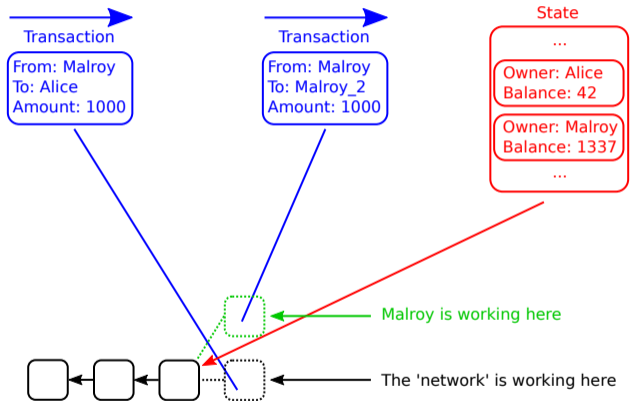 Transaction
From: Malroy
To: Alice
Amount: 1000
Transaction
From: Malroy
To: Malroy_2
Amount: 1000
State
...
Owner: Alice
Balance: 42
Owner: Malroy
Balance: 1337
...
Malroy is working here
The 'network' is working here